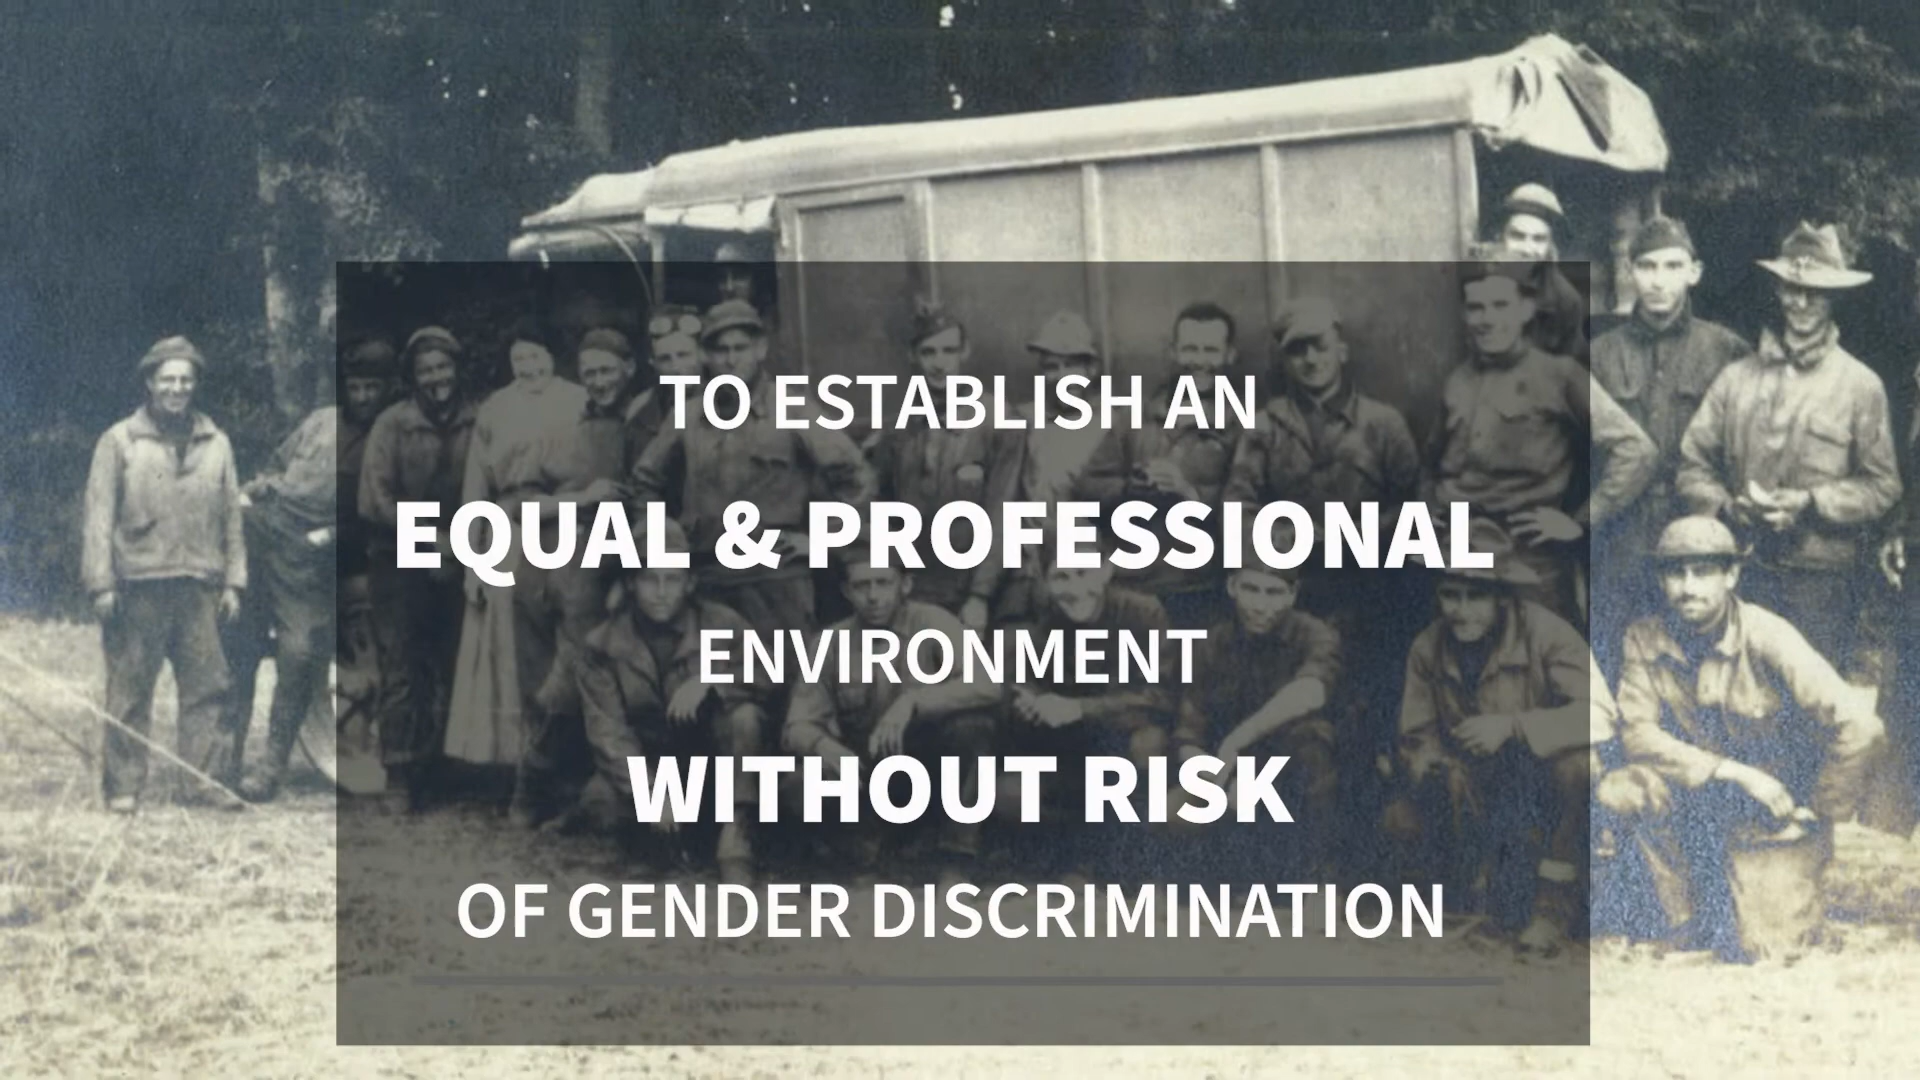 TO ESTABLISH AN
EQUAL & PROFESSIONAL
ENVIRONMENT
WITHOUT RISK
OF GENDER DISCRIMINATION